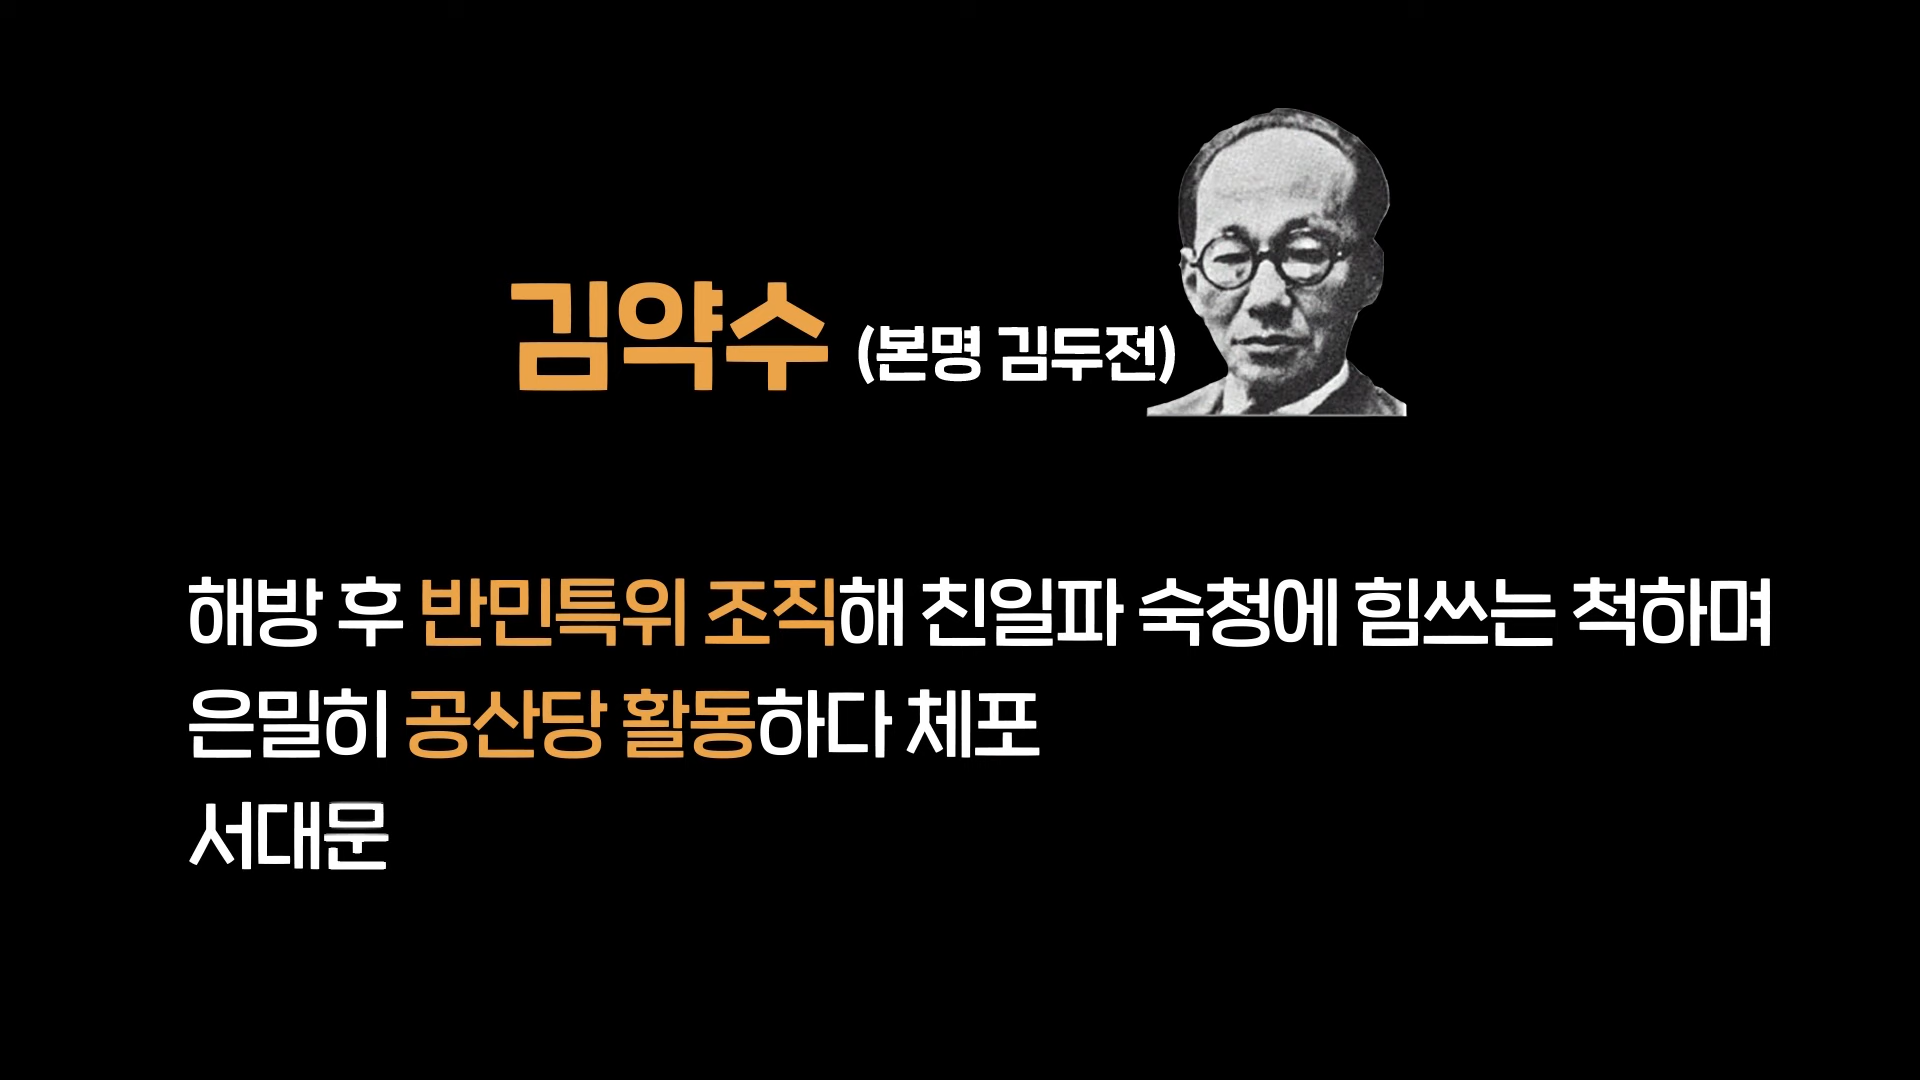 김약수 (본명 김두전)
해방 후 반민특위 조직해 친일파 숙청에 힘쓰는 척하며
은밀히 공산당 활동하다 체포
서대문